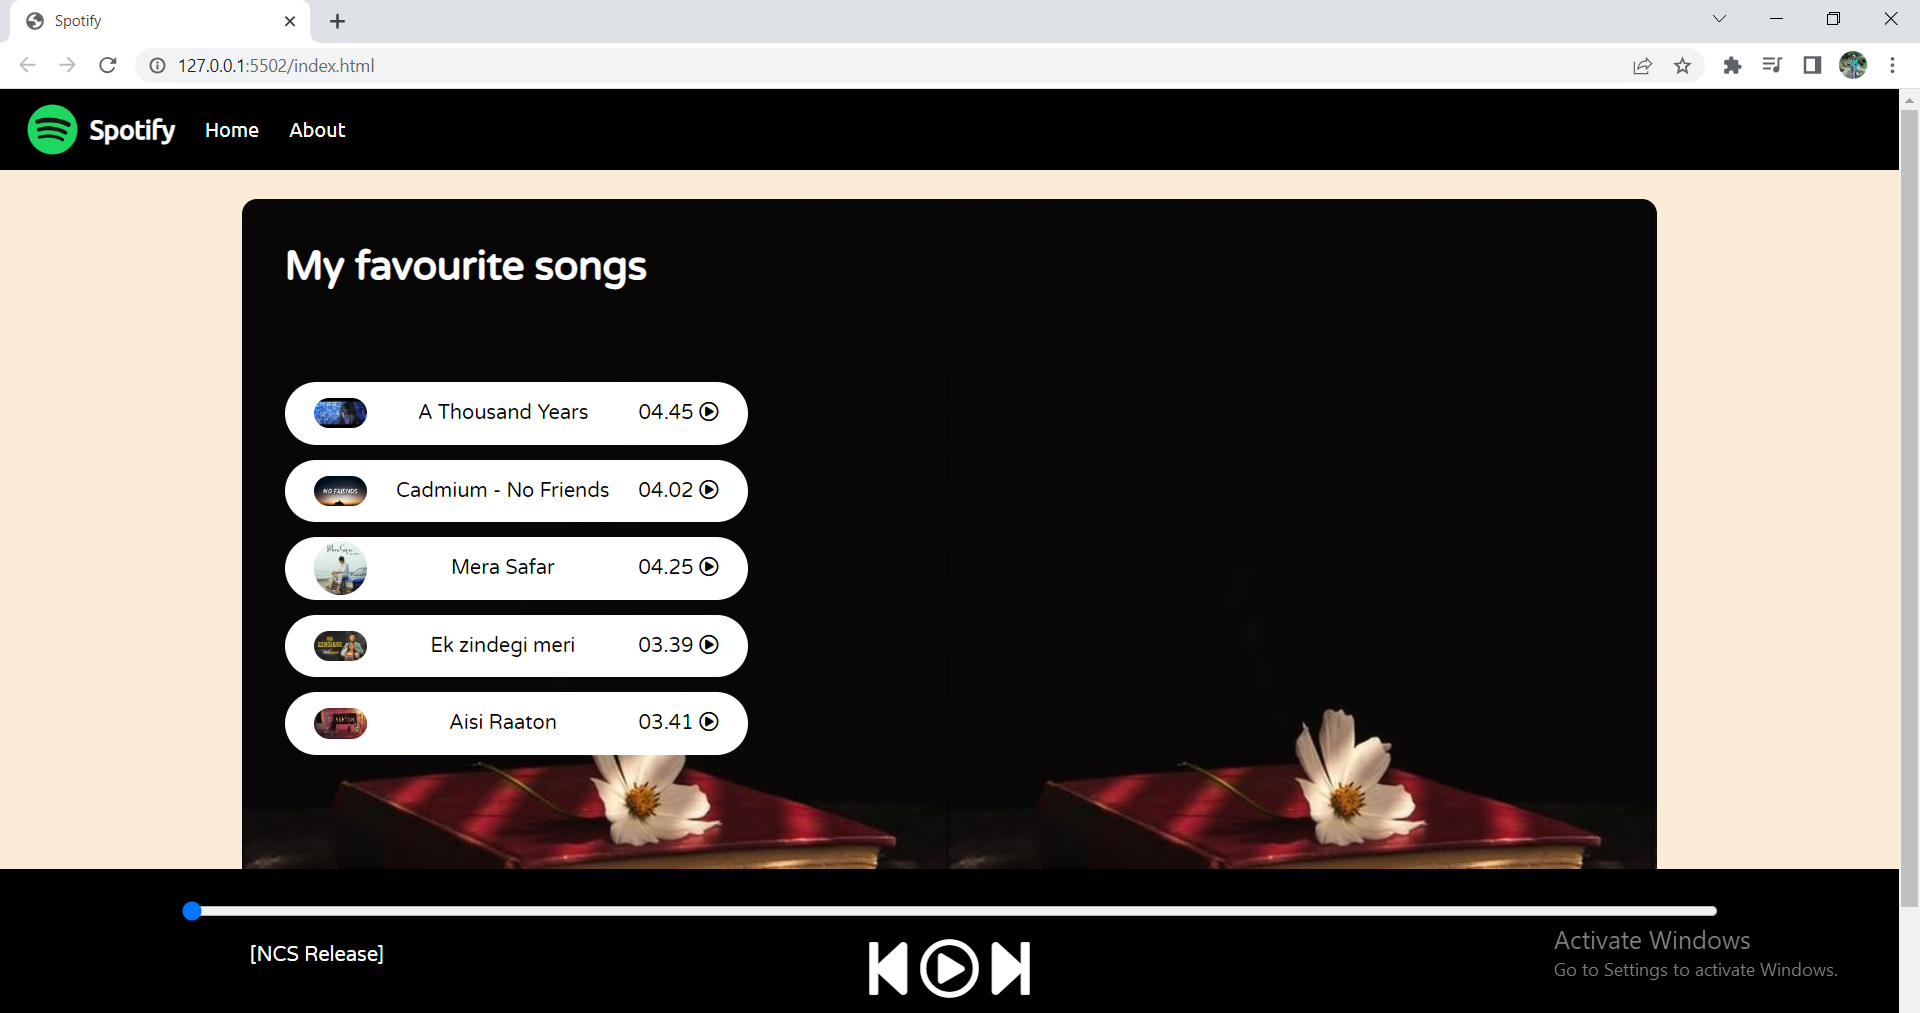 Spotify
127.0.0.1:5502/index.html
Spotify Home About
My favourite songs
A Thousand Years 04.45
NO FRIENDS
Cadmium - No Friends 04.02
Mera Safar 04.25
Ek zindegi meri 03.39
Aisi Raaton 03.41
[NCS Release]
Activate Windows
Go to Settings to activate Windows.